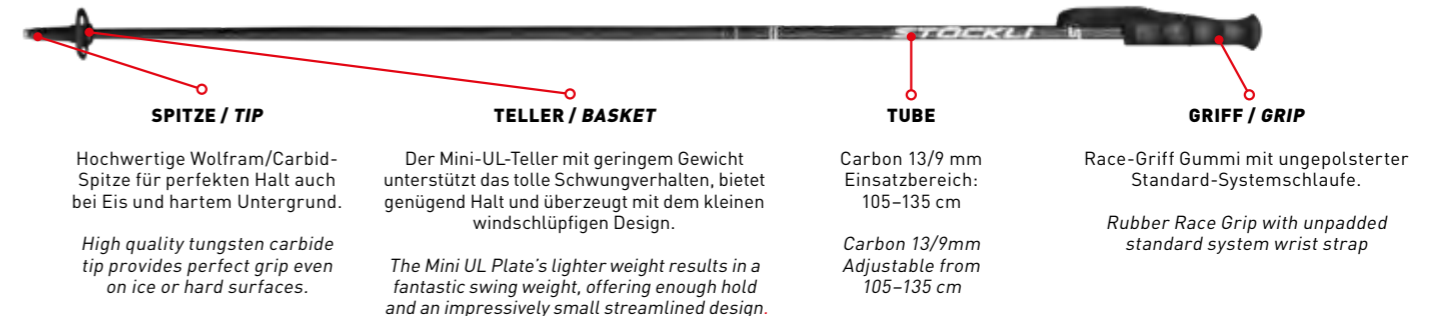 STÖCKLI
SPITZE / TIP
Hochwertige Wolfram/Carbid-
Spitze für perfekten Halt auch
bei Eis und hartem Untergrund.
High quality tungsten carbide
tip provides perfect grip even
on ice or hard surfaces.
TELLER / BASKET
Der Mini-UL-Teller mit geringem Gewicht
unterstützt das tolle Schwungverhalten, bietet
genügend Halt und überzeugt mit dem kleinen
windschlüpfigen Design.
The Mini UL Plate's lighter weight results in a
fantastic swing weight, offering enough hold
and an impressively small streamlined design.
TUBE
Carbon 13/9 mm
Einsatzbereich:
105–135 cm
Carbon 13/9mm
Adjustable from
105–135 cm
GRIFF / GRIP
Race-Griff Gummi mit ungepolsterter
Standard-Systemschlaufe.
Rubber Race Grip with unpadded
standard system wrist strap